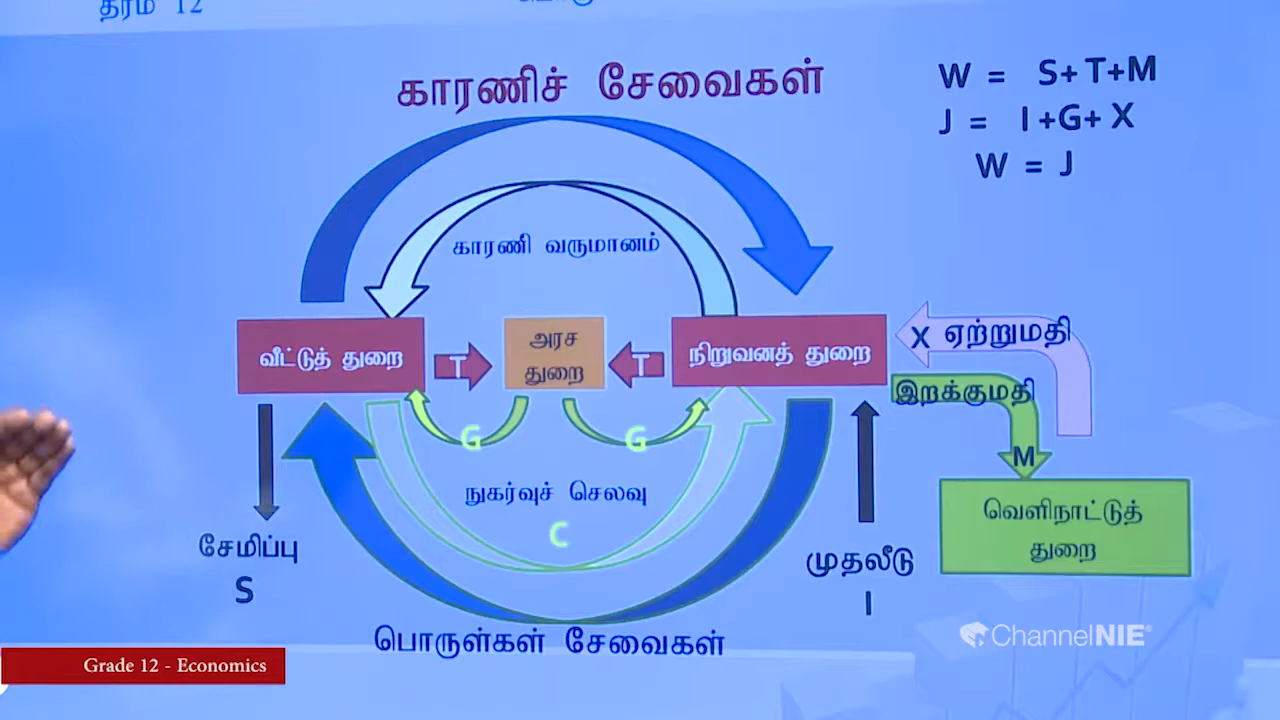 தரம் 12
காரணிச் சேவைகள்
W = S+ T+M
J = I +G+ X
W = J
காரணி வருமானம்
வீட்டுத் துறை
T
அரச
துறை
T
நிறுவனத் துறை
X ஏற்றுமதி
இறக்குமதி
M
G
G
நுகர்வுச் செலவு
C
சேமிப்பு
S
முதலீடு
I
வெளிநாட்டுத்
துறை
பொருள்கள் சேவைகள்
Grade 12 - Economics
ChannelNIE